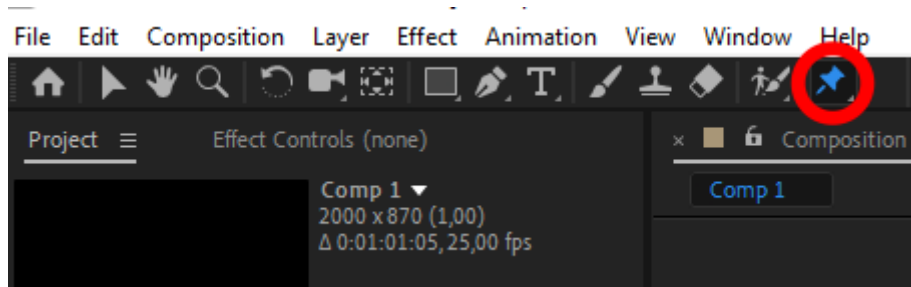 File Edit Composition Layer Effect Animation View Window Help
T
Project Effect Controls (none) × Composition
Comp 1
Comp 1
2000 x 870 (1,00)
Δ 0:01:01:05, 25,00 fps